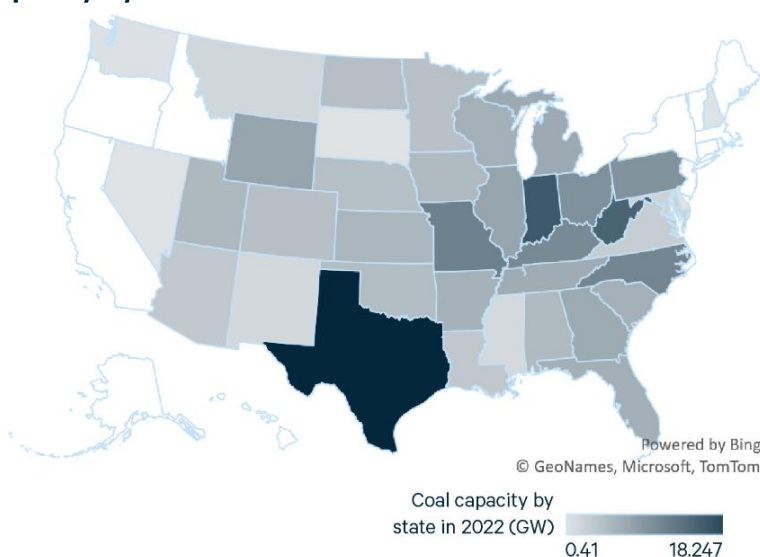 Powered by Bing
© GeoNames, Microsoft, TomTom
Coal capacity by
state in 2022 (GW)
0.41 18.247